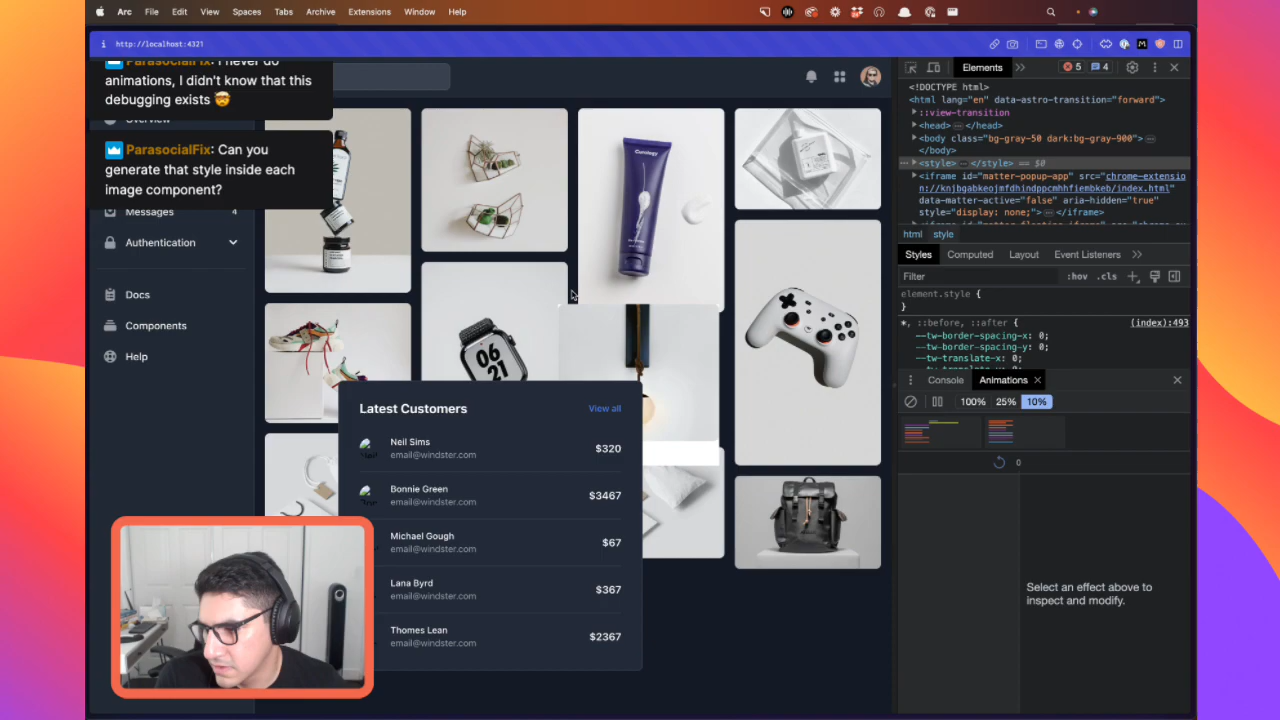 Arc File Edit View Spaces Tabs Archive Extensions Window Help
http://localhost:4321
ParasocialFix: I never do
animations, I didn't know that this
debugging exists 🤯
Overview
ParasocialFix: Can you
generate that style inside each
image component?
Messages 4
Authentication
Docs
Components
Help
Curology
06
21
Latest Customers View all
Neil Sims
email@windster.com
$320
Bonnie Green
email@windster.com
$3467
Michael Gough
email@windster.com
$67
Lana Byrd
email@windster.com
$367
Thomes Lean
email@windster.com
$2367
Elements 5 4
<!DOCTYPE html>
<html lang="en" data-astro-transition="forward">
::view-transition
<head> … </head>
<body class="bg-gray-50 dark:bg-gray-900"> …
</body>
<style> … </style> == $0
<iframe id="matter-popup-app" src="chrome-extensio
n://knjbgabkeojmfdhindppcmhhfiembkeb/index.html"
data-matter-active="false" aria-hidden="true"
style="display: none;"> … </iframe>
html style
Styles Computed Layout Event Listeners
Filter :hov .cls
element.style {
}
*, ::before, ::after { (index):493
--tw-border-spacing-x: 0;
--tw-border-spacing-y: 0;
--tw-translate-x: 0;
Console Animations
100% 25% 10%
0
Select an effect above to
inspect and modify.